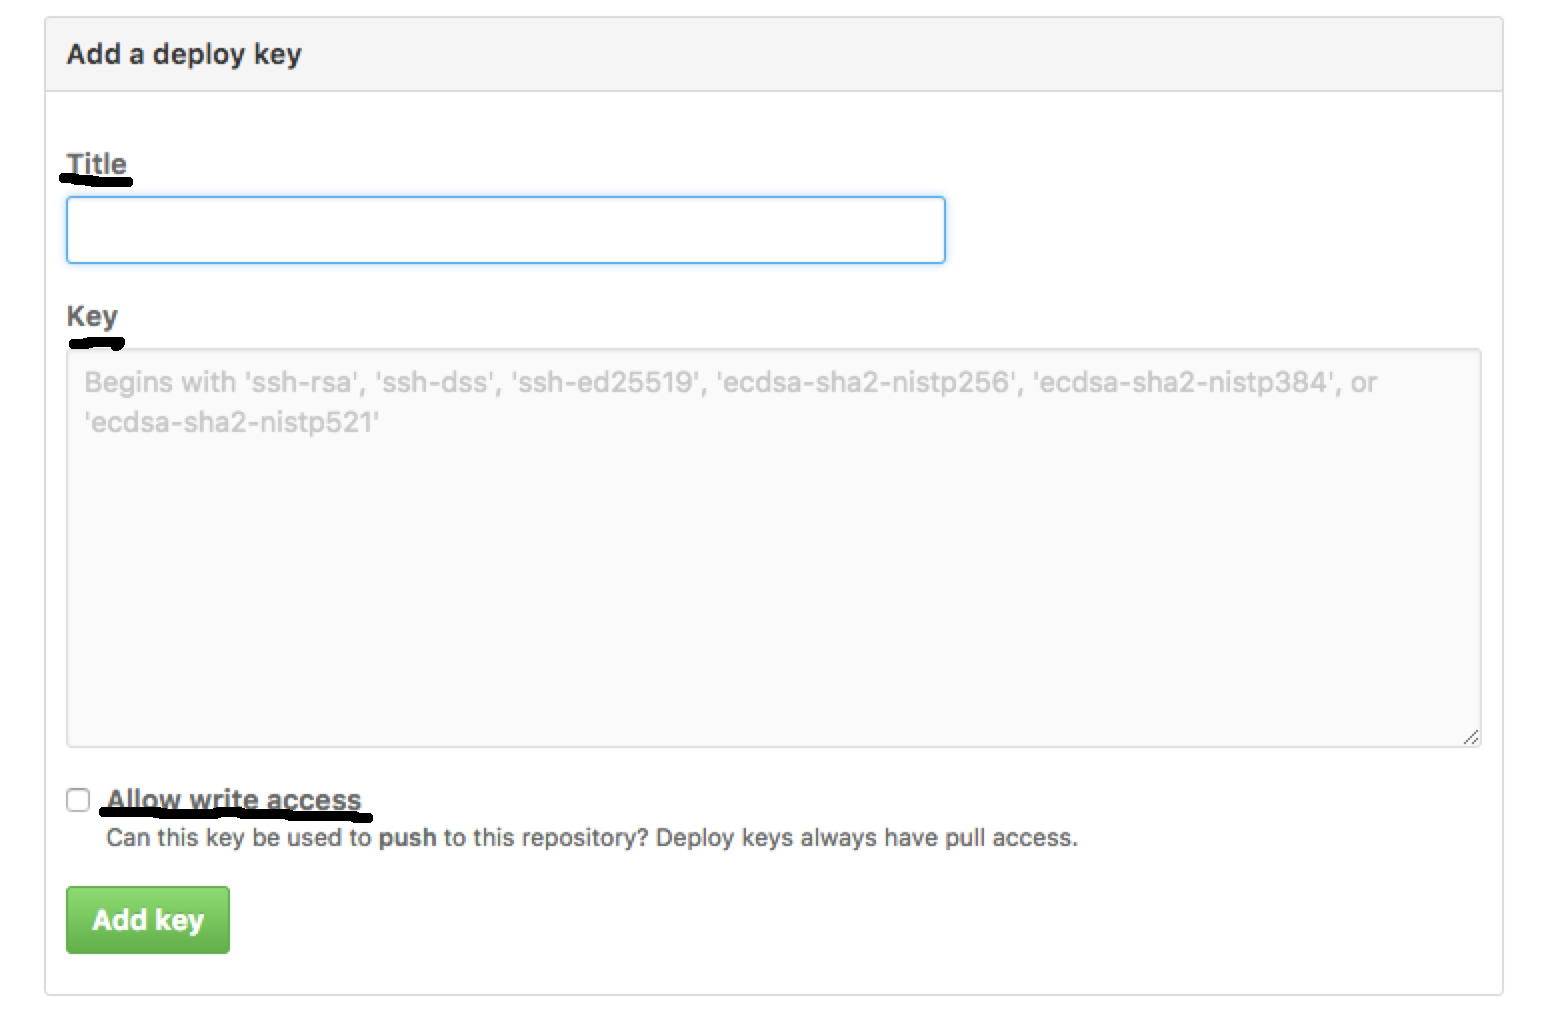 Add a deploy key
Title
Key
Begins with 'ssh-rsa', 'ssh-dss', 'ssh-ed25519', 'ecdsa-sha2-nistp256', 'ecdsa-sha2-nistp384', or
'ecdsa-sha2-nistp521'
Allow write access
Can this key be used to push to this repository? Deploy keys always have pull access.
Add key